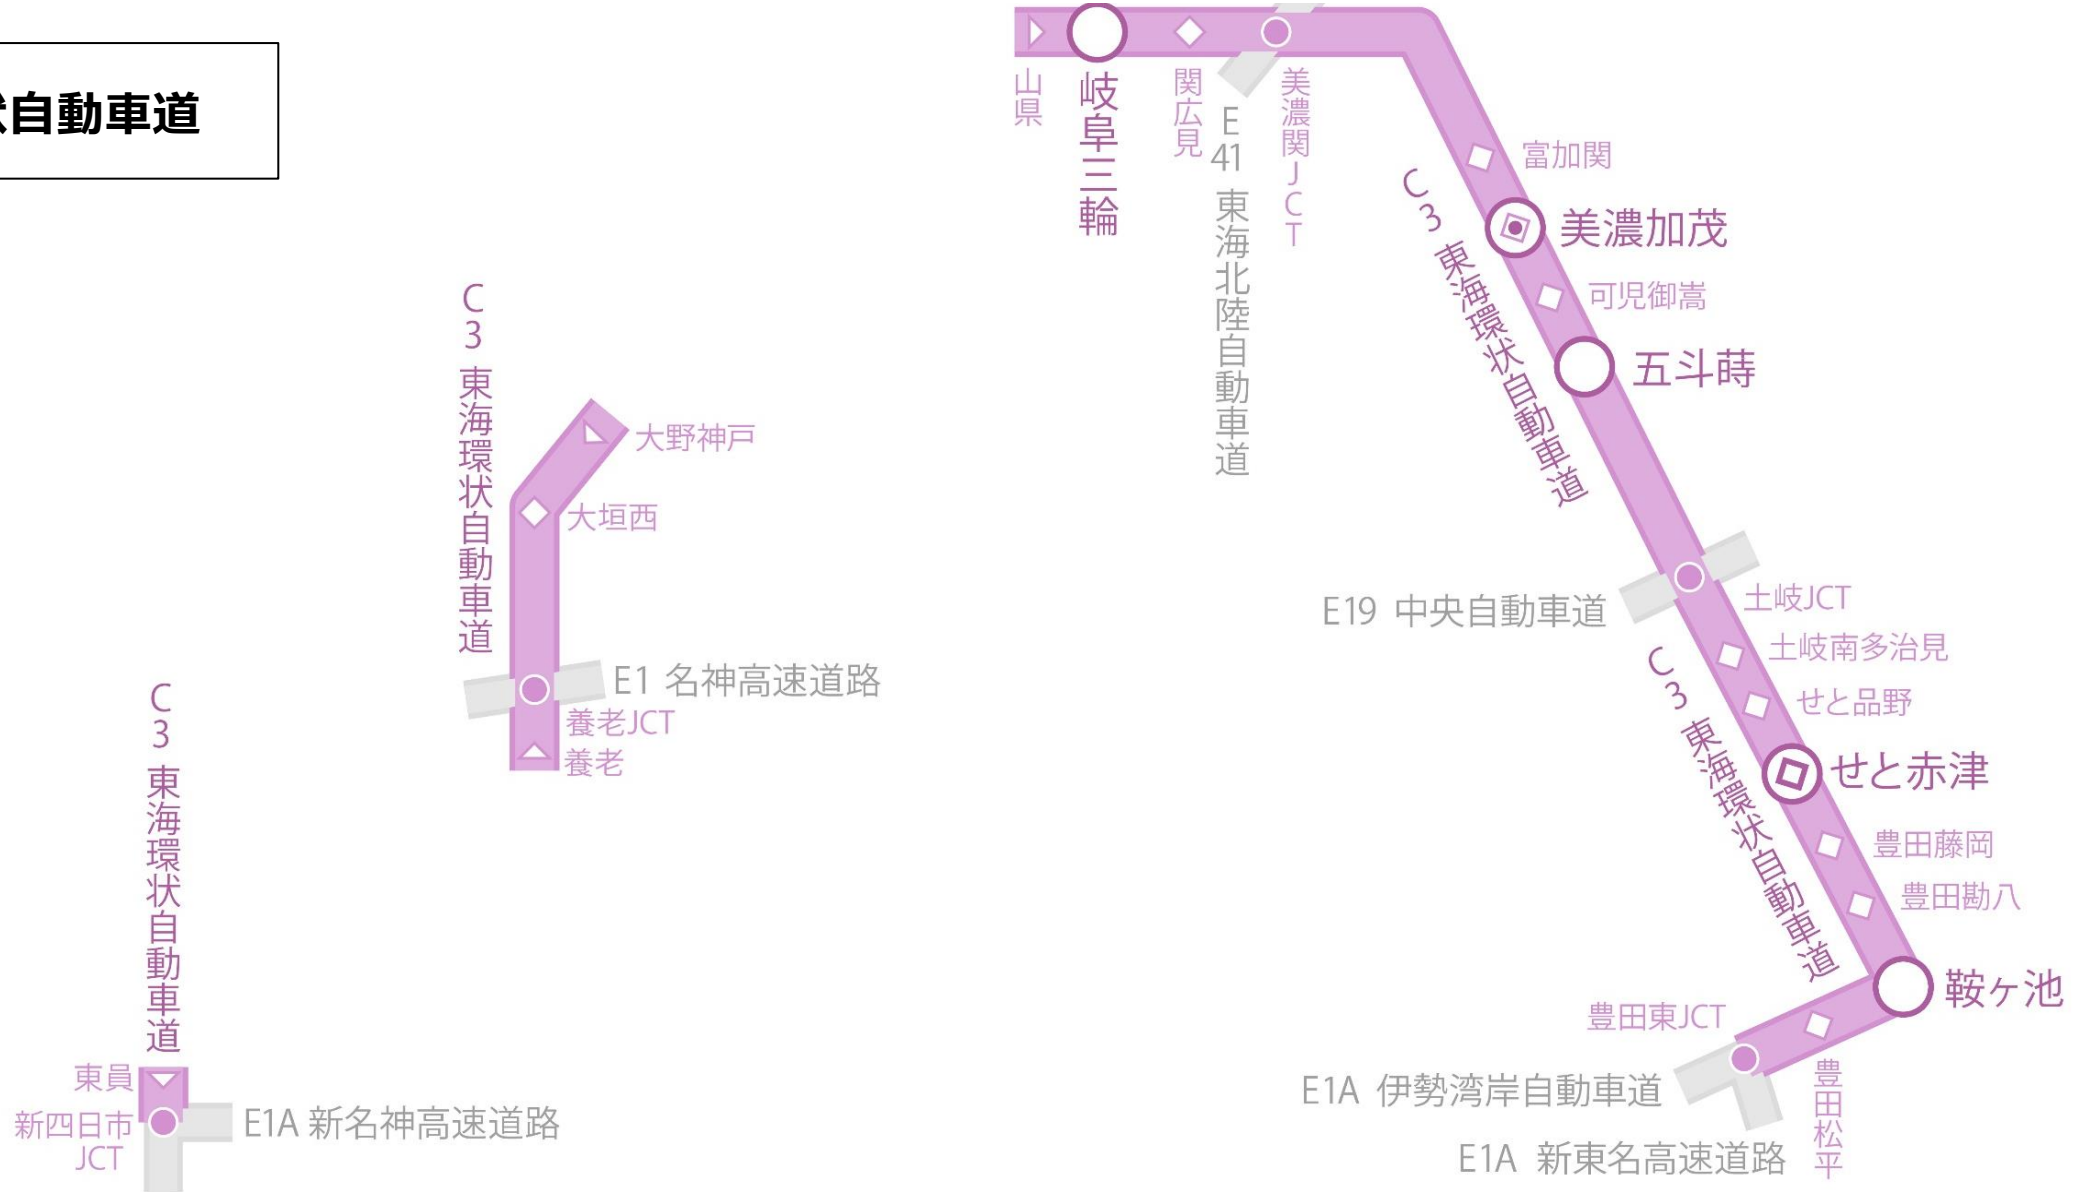 状自動車道
山県
岐阜三輪
関広見
E41 東海北陸自動車道
美濃関JCT
富加関
美濃加茂
可児御嵩
五斗蒔
C3 東海環状自動車道
E19 中央自動車道
土岐JCT
土岐南多治見
せと品野
せと赤津
C3 東海環状自動車道
豊田藤岡
豊田勘八
鞍ヶ池
豊田東JCT
豊田松平
E1A 伊勢湾岸自動車道
E1A 新東名高速道路
C3 東海環状自動車道
大野神戸
大垣西
E1 名神高速道路
養老JCT
養老
C3 東海環状自動車道
東員
新四日市
JCT
E1A 新名神高速道路